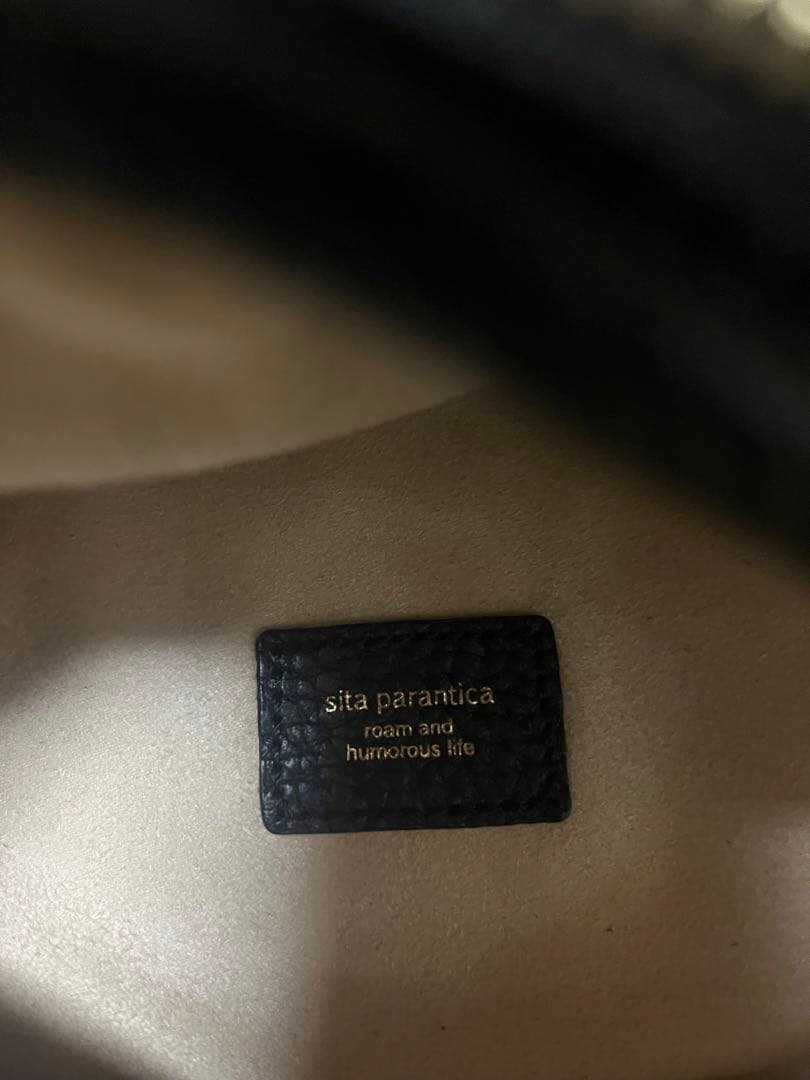 sita parantica
roam and
humorous life